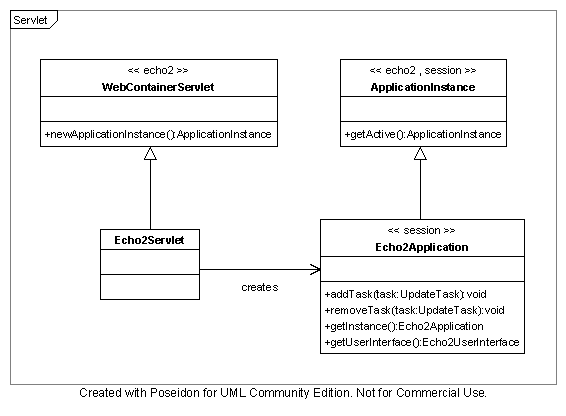 Servlet
<< echo2 >>
WebContainerServlet
+newApplicationInstance():ApplicationInstance
<< echo2 , session >>
ApplicationInstance
+getActive():ApplicationInstance
Echo2Servlet
creates
<< session >>
Echo2Application
+addTask(task:UpdateTask):void
+removeTask(task:UpdateTask):void
+getInstance():Echo2Application
+getUserInterface():Echo2UserInterface
Created with Poseidon for UML Community Edition. Not for Commercial Use.